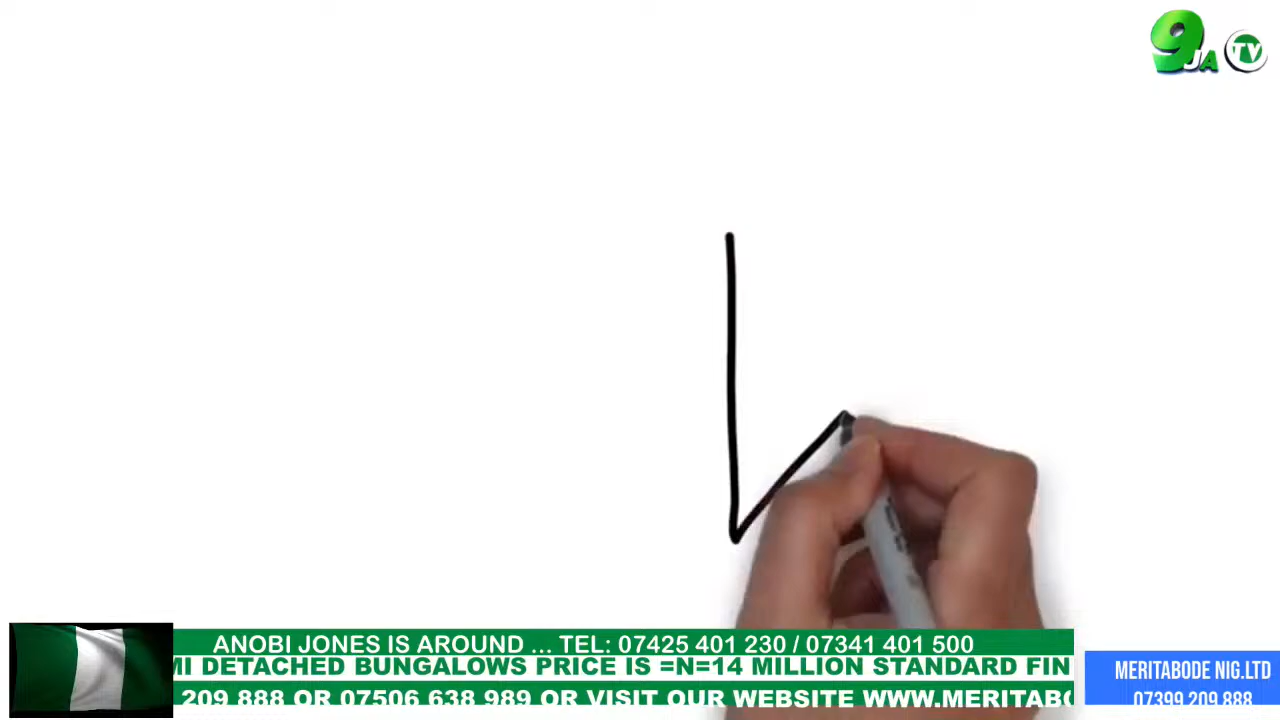 9JA TV
ANOBI JONES IS AROUND ... TEL: 07425 401 230 / 07341 401 500
MI DETACHED BUNGALOWS PRICE IS =N=14 MILLION STANDARD FIN
209 888 OR 07506 638 989 OR VISIT OUR WEBSITE WWW.MERITABO
MERITABODE NIG.LTD
07399 209 888